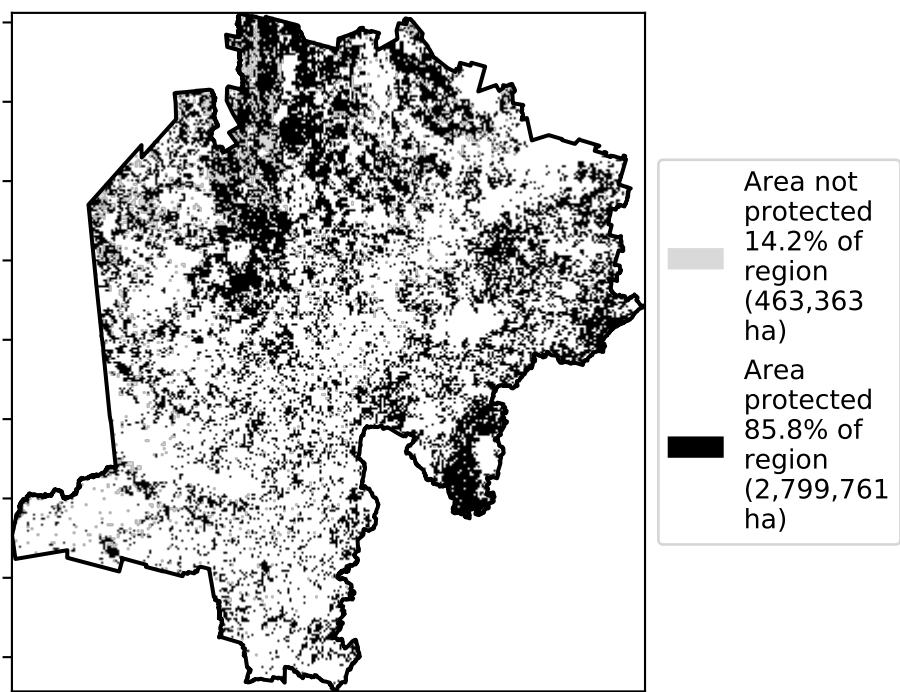 Area not
protected
14.2% of
region
(463,363
ha)
Area
protected
85.8% of
region
(2,799,761
ha)